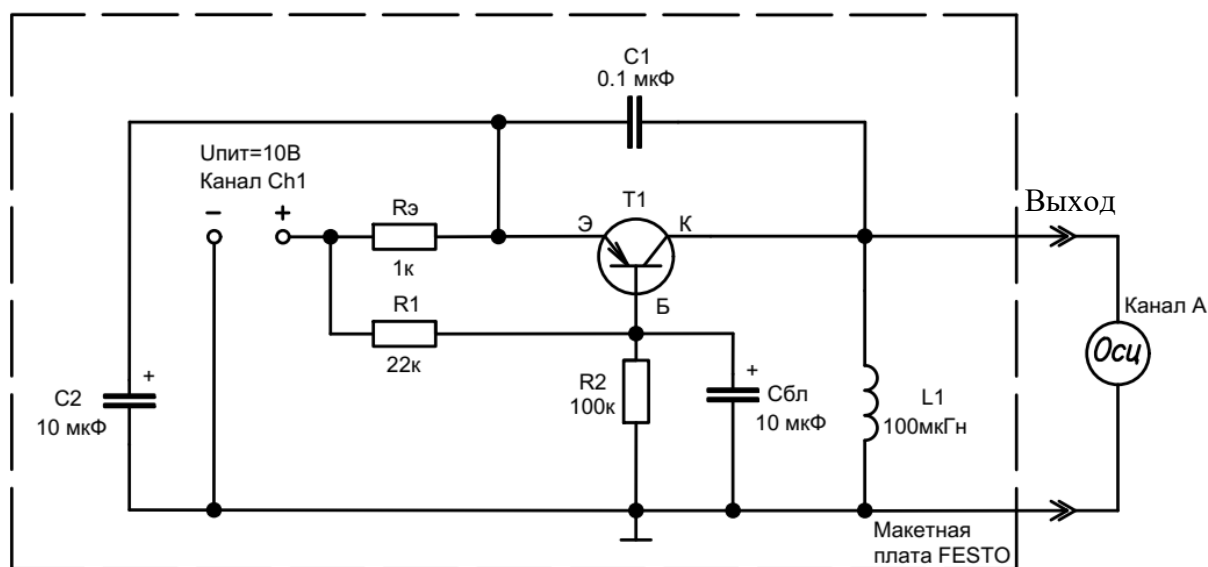 C1
0.1 мкФ
Uпит=10В
Канал Ch1
T1
Выход
–
+
Rэ
Э
К
1к
R1
Б
Канал А
22к
Осц
+
C2
10 мкФ
R2
100к
+
Сбл
10 мкФ
L1
100мкГн
Макетная
плата FESTO